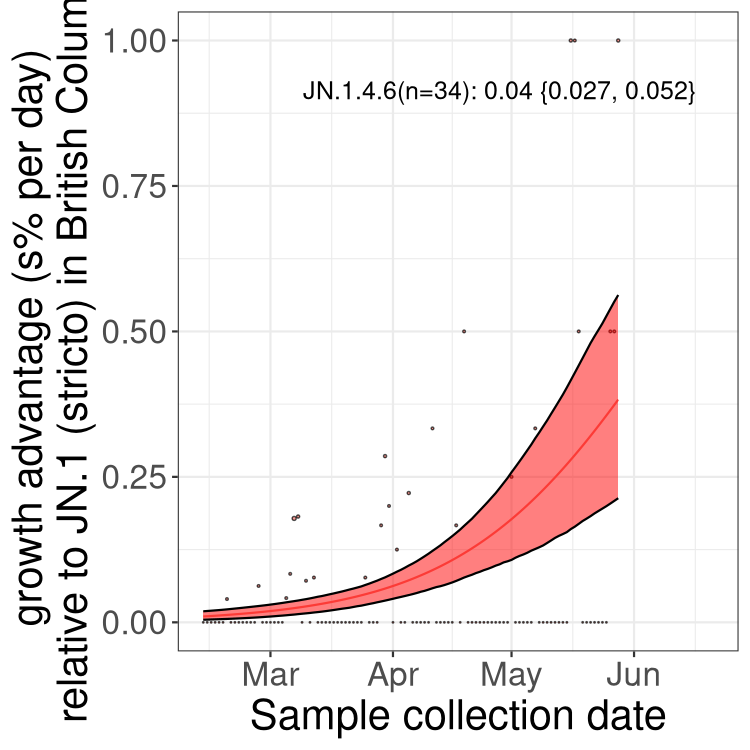 growth advantage (s% per day)
relative to JN.1 (stricto) in British Colum
1.00
0.75
0.50
0.25
0.00
JN.1.4.6(n=34): 0.04 {0.027, 0.052}
Mar Apr May Jun
Sample collection date